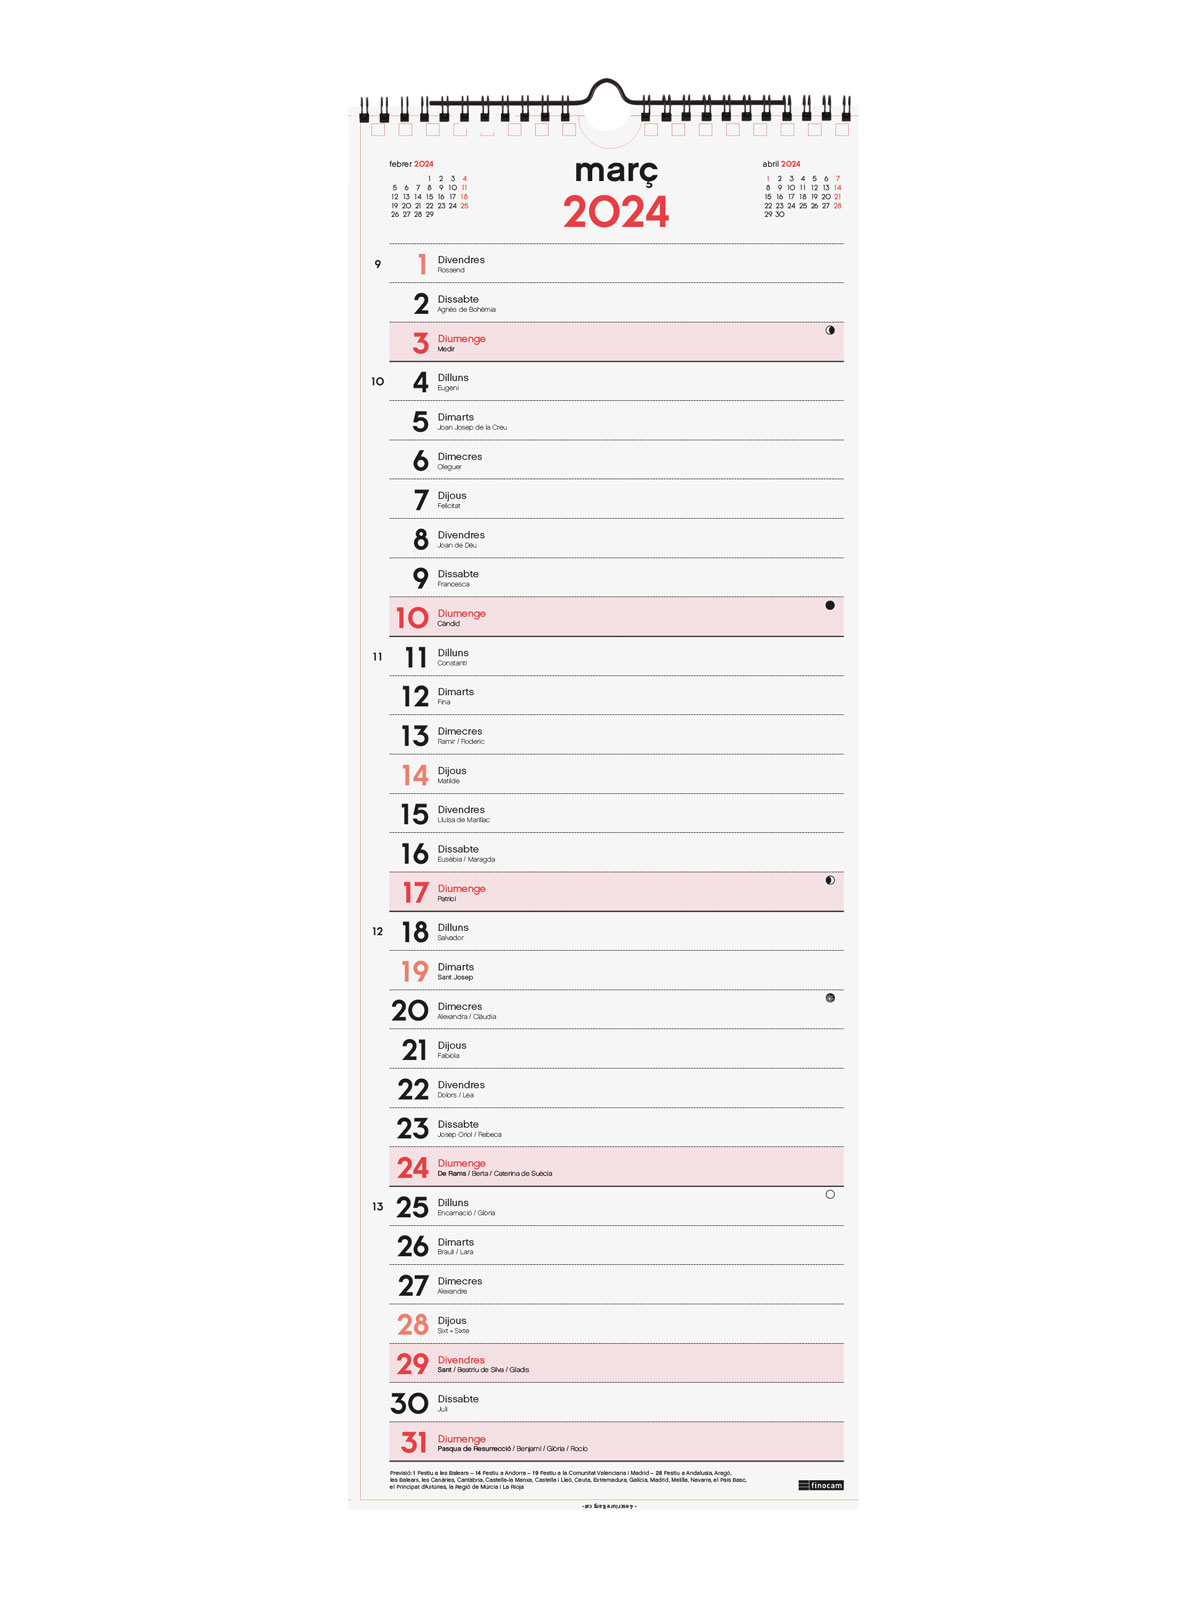 febrer 2024
1 2 3 4
5 6 7 8 9 10 11
12 13 14 15 16 17 18
19 20 21 22 23 24 25
26 27 28 29
març
2024
abril 2024
1 2 3 4 5 6 7
8 9 10 11 12 13 14
15 16 17 18 19 20 21
22 23 24 25 26 27 28
29 30
9 1 Divendres
Rossend
2 Dissabte
Agnès de Bohèmia
3 Diumenge
Medir
10 4 Dilluns
Eugeni
5 Dimarts
Joan Josep de la Creu
6 Dimecres
Oleguer
7 Dijous
Felicitat
8 Divendres
Joan de Déu
9 Dissabte
Francesca
10 Diumenge
Càndid
11 11 Dilluns
Constantí
12 Dimarts
Fina
13 Dimecres
Ramir / Roderic
14 Dijous
Matilde
15 Divendres
Lluïsa de Marillac
16 Dissabte
Eusèbia / Maragda
17 Diumenge
Patrici
12 18 Dilluns
Salvador
19 Dimarts
Sant Josep
20 Dimecres
Alexandra / Clàudia
21 Dijous
Fabiola
22 Divendres
Dolors / Lea
23 Dissabte
Josep Oriol / Rebeca
24 Diumenge
De Rams / Berta / Caterina de Suècia
13 25 Dilluns
Encarnació / Glòria
26 Dimarts
Brauli / Lara
27 Dimecres
Alexandre
28 Dijous
Sixt - Sixte
29 Divendres
Sant / Beatriu de Silva / Gladis
30 Dissabte
Juli
31 Diumenge
Pasqua de Resurrecció / Benjamí / Glòria / Rocío
Previsió: 1 Festiu a les Balears – 14 Festiu a Andorra – 19 Festiu a la Comunitat Valenciana i Madrid – 28 Festiu a Andalusia, Aragó,
les Balears, les Canàries, Cantàbria, Castella-la Manxa, Castella i Lleó, Ceuta, Extremadura, Galícia, Madrid, Melilla, Navarra, el País Basc,
el Principat d'Astúries, la Regió de Múrcia i La Rioja
finocam